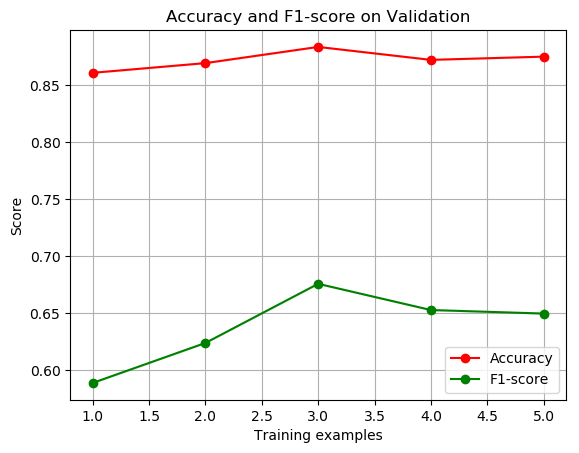 Accuracy and F1-score on Validation
Score
0.85
0.80
0.75
0.70
0.65
0.60
Accuracy
F1-score
1.0 1.5 2.0 2.5 3.0 3.5 4.0 4.5 5.0
Training examples